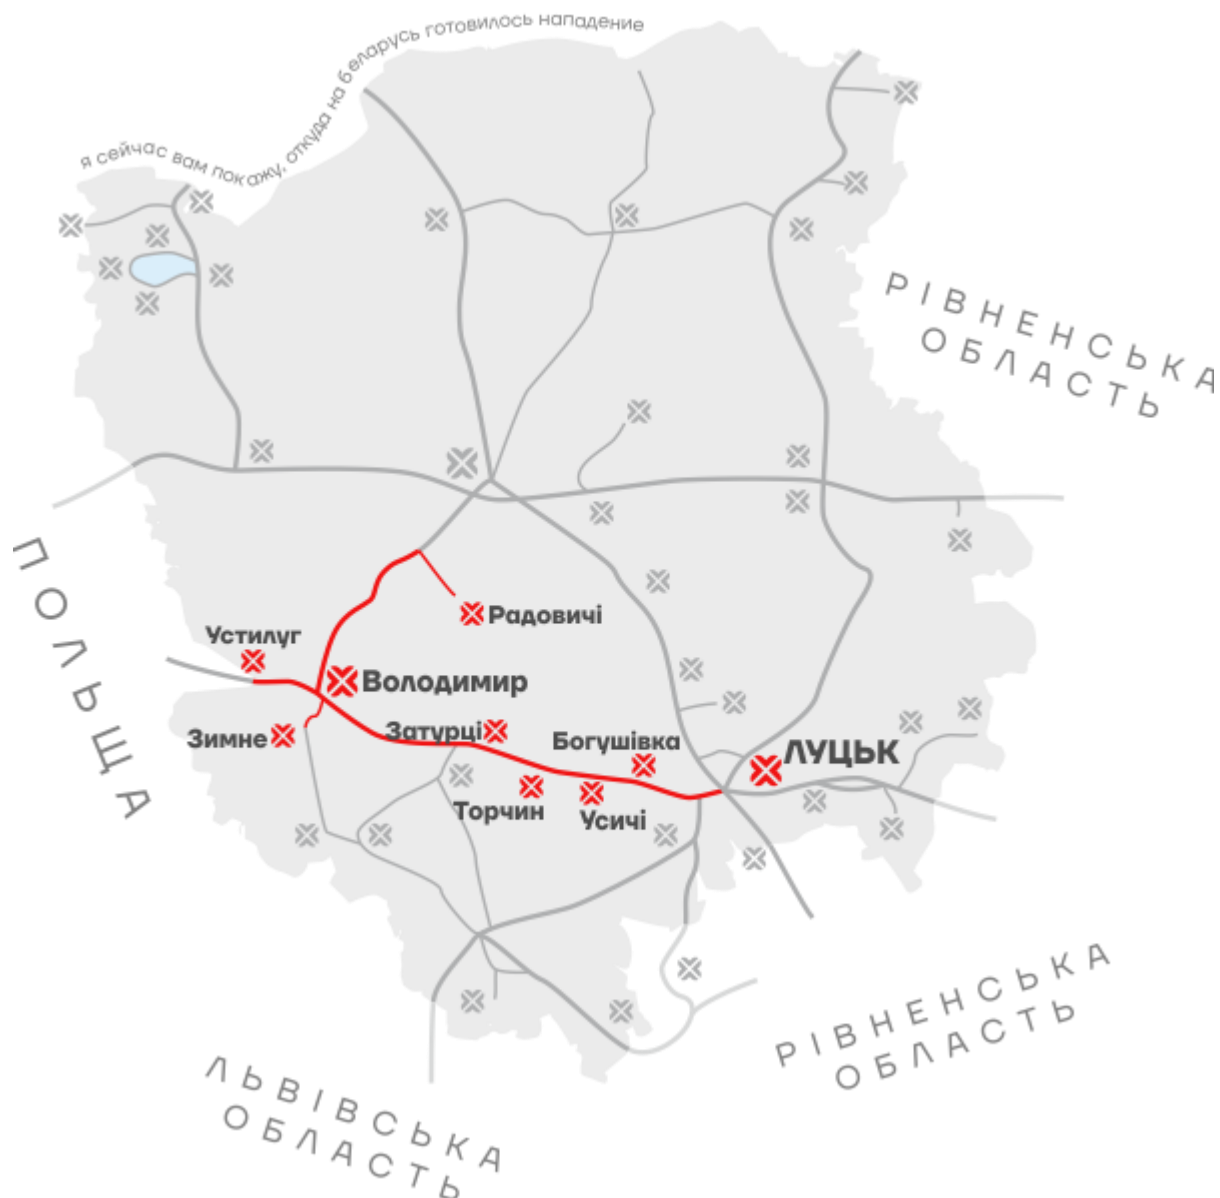 я сейчас вам покажу, откуда на беларусь готовилось нападение
РІВНЕНСЬКА
ОБЛАСТЬ
ПОЛЬЩА
Радовичі
Устилуг
Володимир
Зимне
Затурці
Богушівка
ЛУЦЬК
Торчин
Усичі
РІВНЕНСЬКА
ОБЛАСТЬ
ЛЬВІВСЬКА
ОБЛАСТЬ